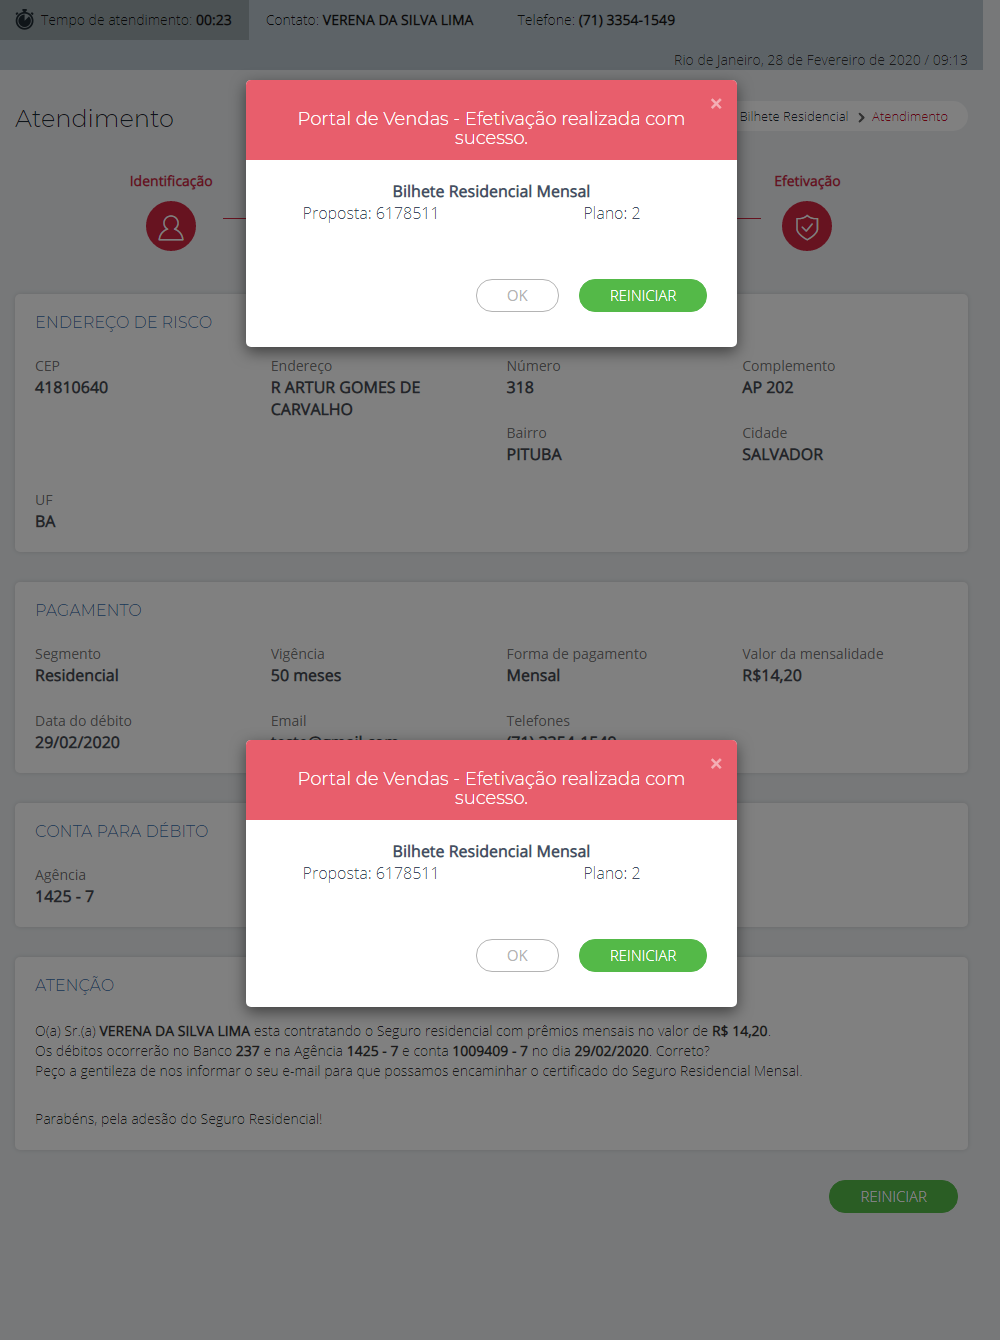 Tempo de atendimento: 00:23 Contato: VERENA DA SILVA LIMA Telefone: (71) 3354-1549
Rio de Janeiro, 28 de Fevereiro de 2020 / 09:13
×
Portal de Vendas - Efetivação realizada com
sucesso.
Atendimento
Bilhete Residencial Atendimento
Identificação
Efetivação
Bilhete Residencial Mensal
Proposta: 6178511 Plano: 2
OK REINICIAR
ENDEREÇO DE RISCO
CEP Endereço Número Complemento
41810640 R ARTUR GOMES DE 318 AP 202
CARVALHO
Bairro Cidade
PITUBA SALVADOR
UF
BA
PAGAMENTO
Segmento Vigência Forma de pagamento Valor da mensalidade
Residencial 50 meses Mensal R$14,20
Data do débito Email Telefones
29/02/2020 (71) 3354-1549
×
Portal de Vendas - Efetivação realizada com
sucesso.
CONTA PARA DÉBITO
Bilhete Residencial Mensal
Proposta: 6178511 Plano: 2
Agência
1425 - 7
OK REINICIAR
ATENÇÃO
O(a) Sr.(a) VERENA DA SILVA LIMA esta contratando o Seguro residencial com prêmios mensais no valor de R$ 14,20.
Os débitos ocorrerão no Banco 237 e na Agência 1425 - 7 e conta 1009409 - 7 no dia 29/02/2020. Correto?
Peço a gentileza de nos informar o seu e-mail para que possamos encaminhar o certificado do Seguro Residencial Mensal.
Parabéns, pela adesão do Seguro Residencial!
REINICIAR